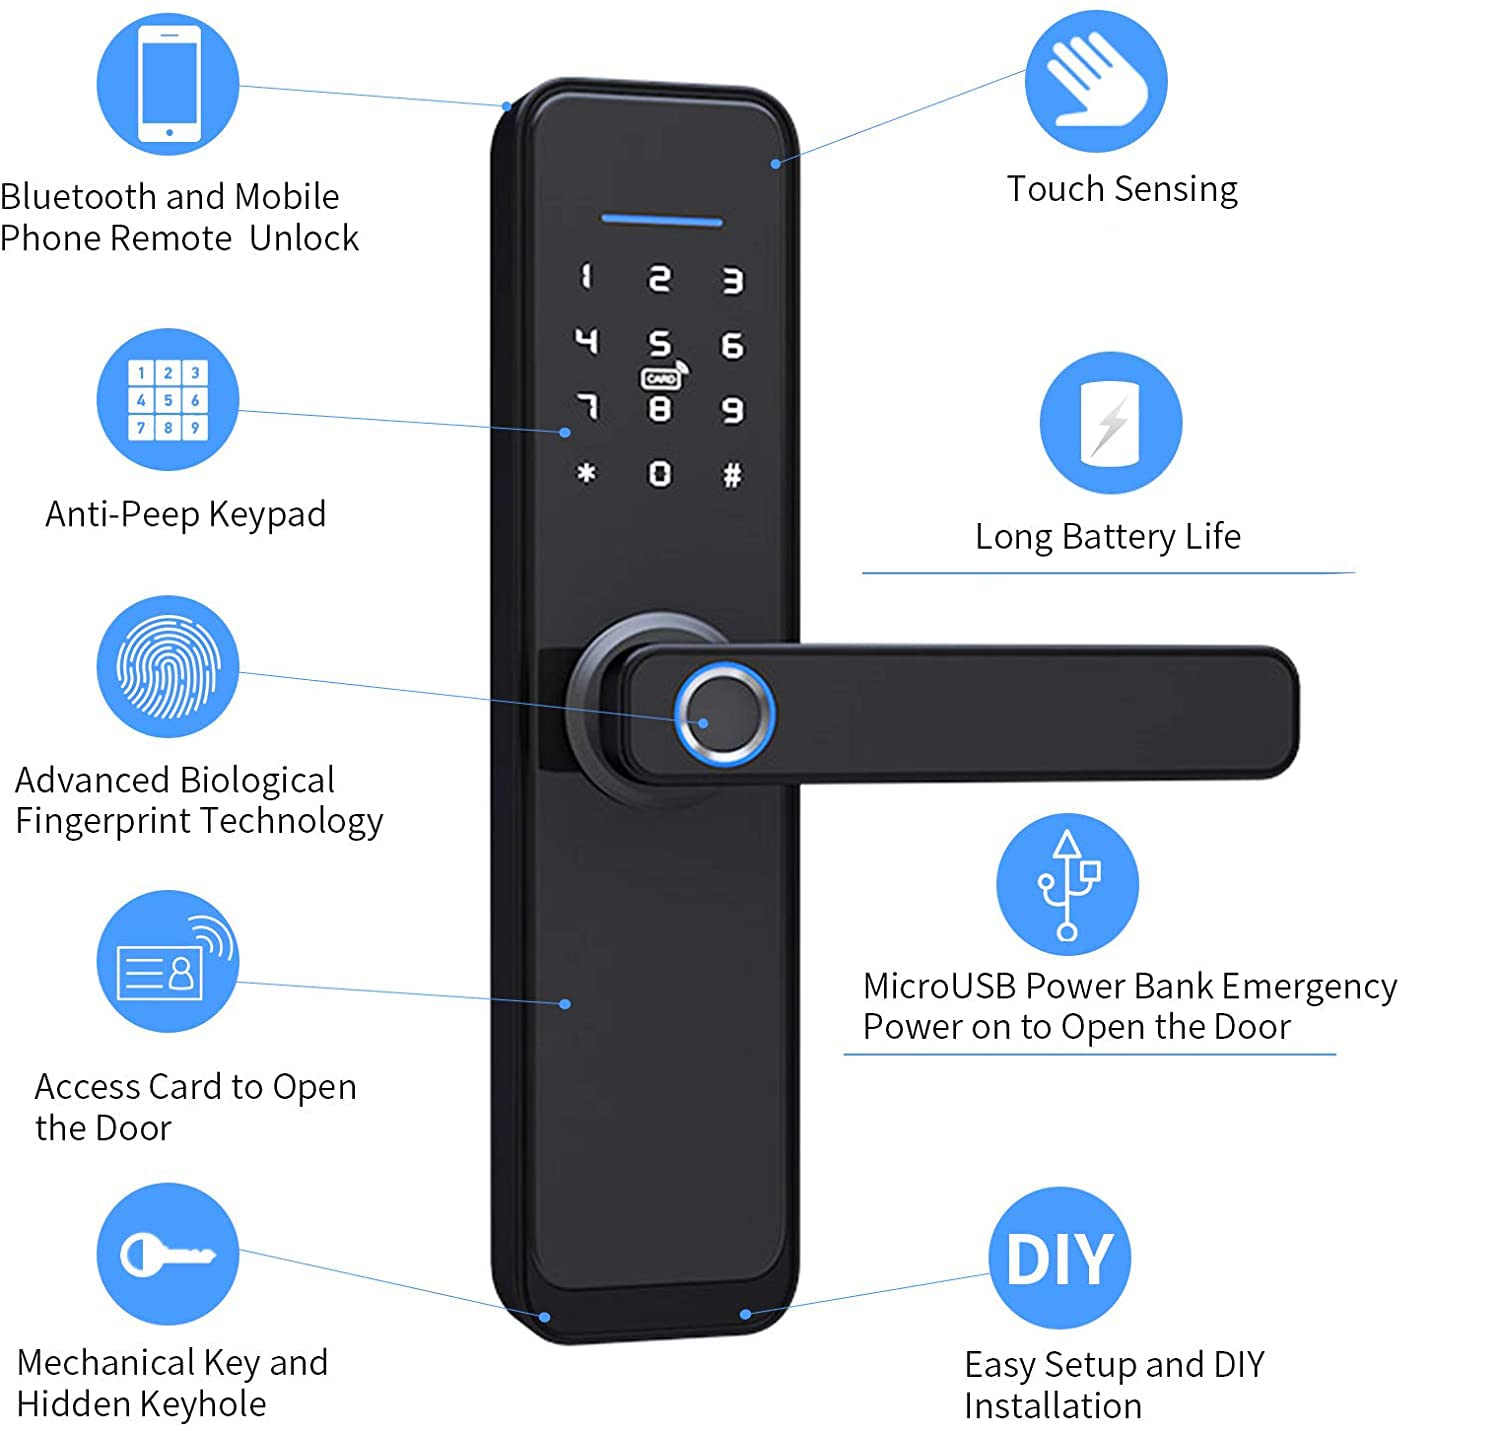 Bluetooth and Mobile
Phone Remote Unlock
Touch Sensing
1 2 3
4 5 6
CARD
7 8 9
* 0 #
1 2 3
4 5 6
7 8 9
Anti-Peep Keypad
Long Battery Life
Advanced Biological
Fingerprint Technology
MicroUSB Power Bank Emergency
Power on to Open the Door
Access Card to Open
the Door
Mechanical Key and
Hidden Keyhole
DIY
Easy Setup and DIY
Installation